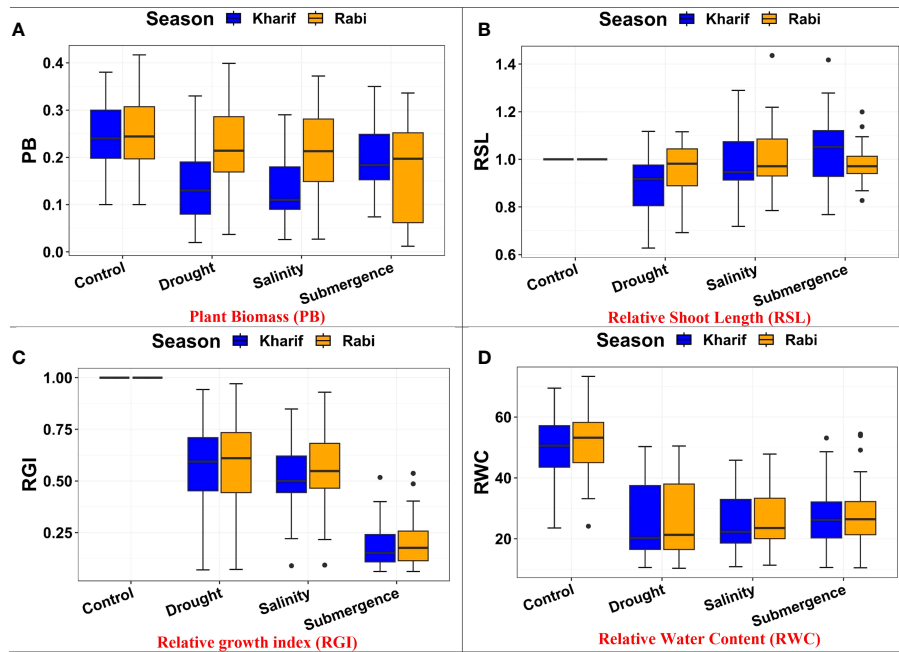 A
Season Kharif Rabi
PB
0.4
0.3
0.2
0.1
0.0
Control Drought Salinity Submergence
Plant Biomass (PB)
B
Season Kharif Rabi
RSL
1.4
1.2
1.0
0.8
0.6
Control Drought Salinity Submergence
Relative Shoot Length (RSL)
C
Season Kharif Rabi
RGI
1.00
0.75
0.50
0.25
Control Drought Salinity Submergence
Relative growth index (RGI)
D
Season Kharif Rabi
RWC
60
40
20
Control Drought Salinity Submergence
Relative Water Content (RWC)